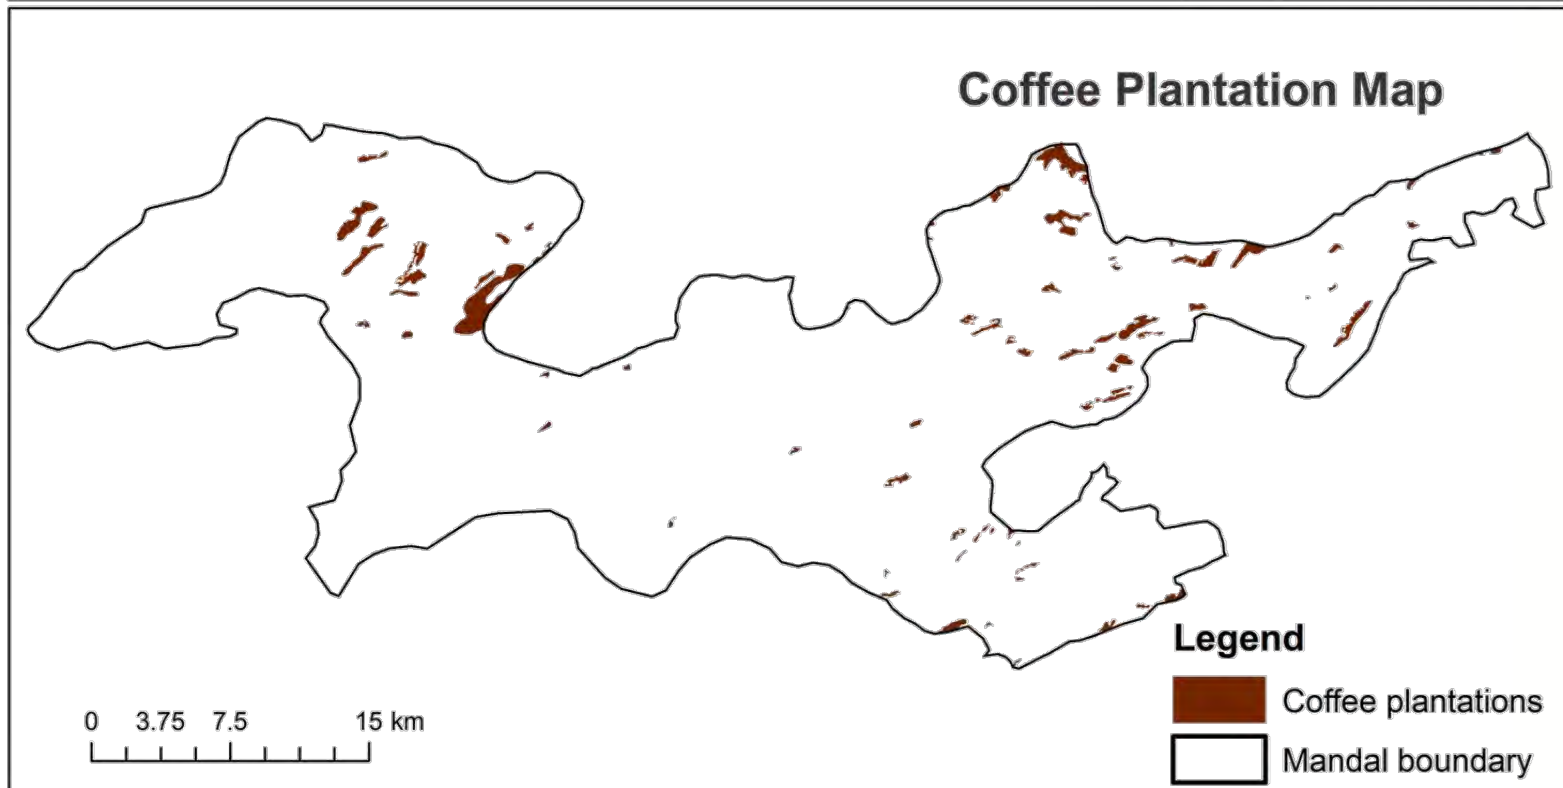 Coffee Plantation Map
Legend
Coffee plantations
Mandal boundary
0 3.75 7.5 15 km